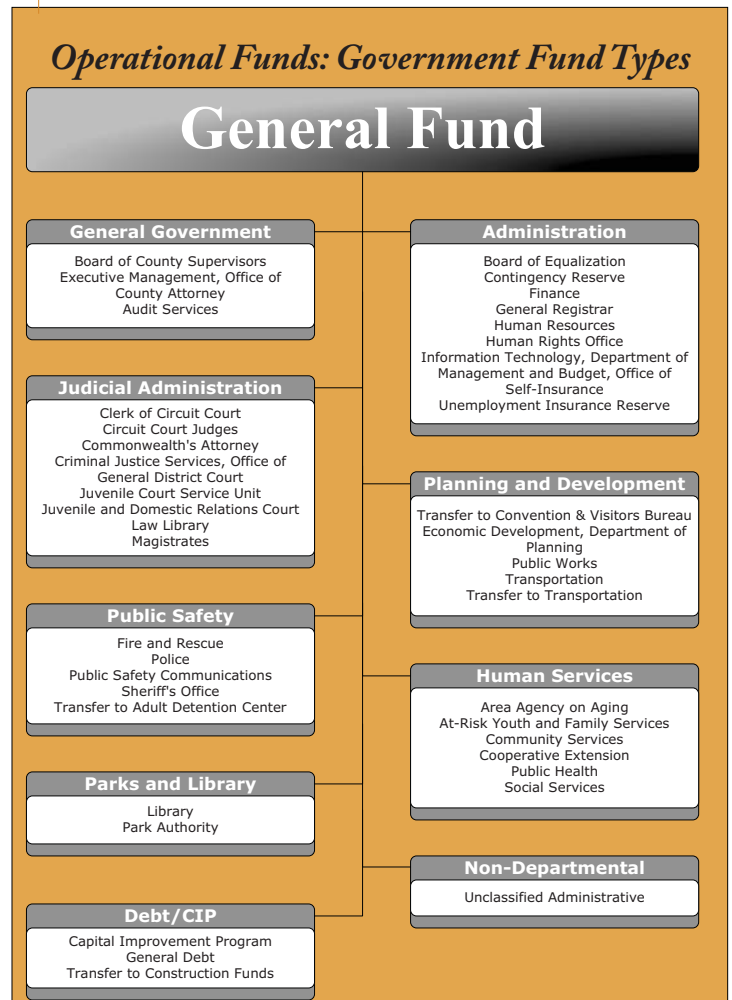 Operational Funds: Government Fund Types
General Fund
General Government
Board of County Supervisors
Executive Management, Office of
County Attorney
Audit Services
Judicial Administration
Clerk of Circuit Court
Circuit Court Judges
Commonwealth's Attorney
Criminal Justice Services, Office of
General District Court
Juvenile Court Service Unit
Juvenile and Domestic Relations Court
Law Library
Magistrates
Public Safety
Fire and Rescue
Police
Public Safety Communications
Sheriff's Office
Transfer to Adult Detention Center
Parks and Library
Library
Park Authority
Debt/CIP
Capital Improvement Program
General Debt
Transfer to Construction Funds
Administration
Board of Equalization
Contingency Reserve
Finance
General Registrar
Human Resources
Human Rights Office
Information Technology, Department of
Management and Budget, Office of
Self-Insurance
Unemployment Insurance Reserve
Planning and Development
Transfer to Convention & Visitors Bureau
Economic Development, Department of
Planning
Public Works
Transportation
Transfer to Transportation
Human Services
Area Agency on Aging
At-Risk Youth and Family Services
Community Services
Cooperative Extension
Public Health
Social Services
Non-Departmental
Unclassified Administrative